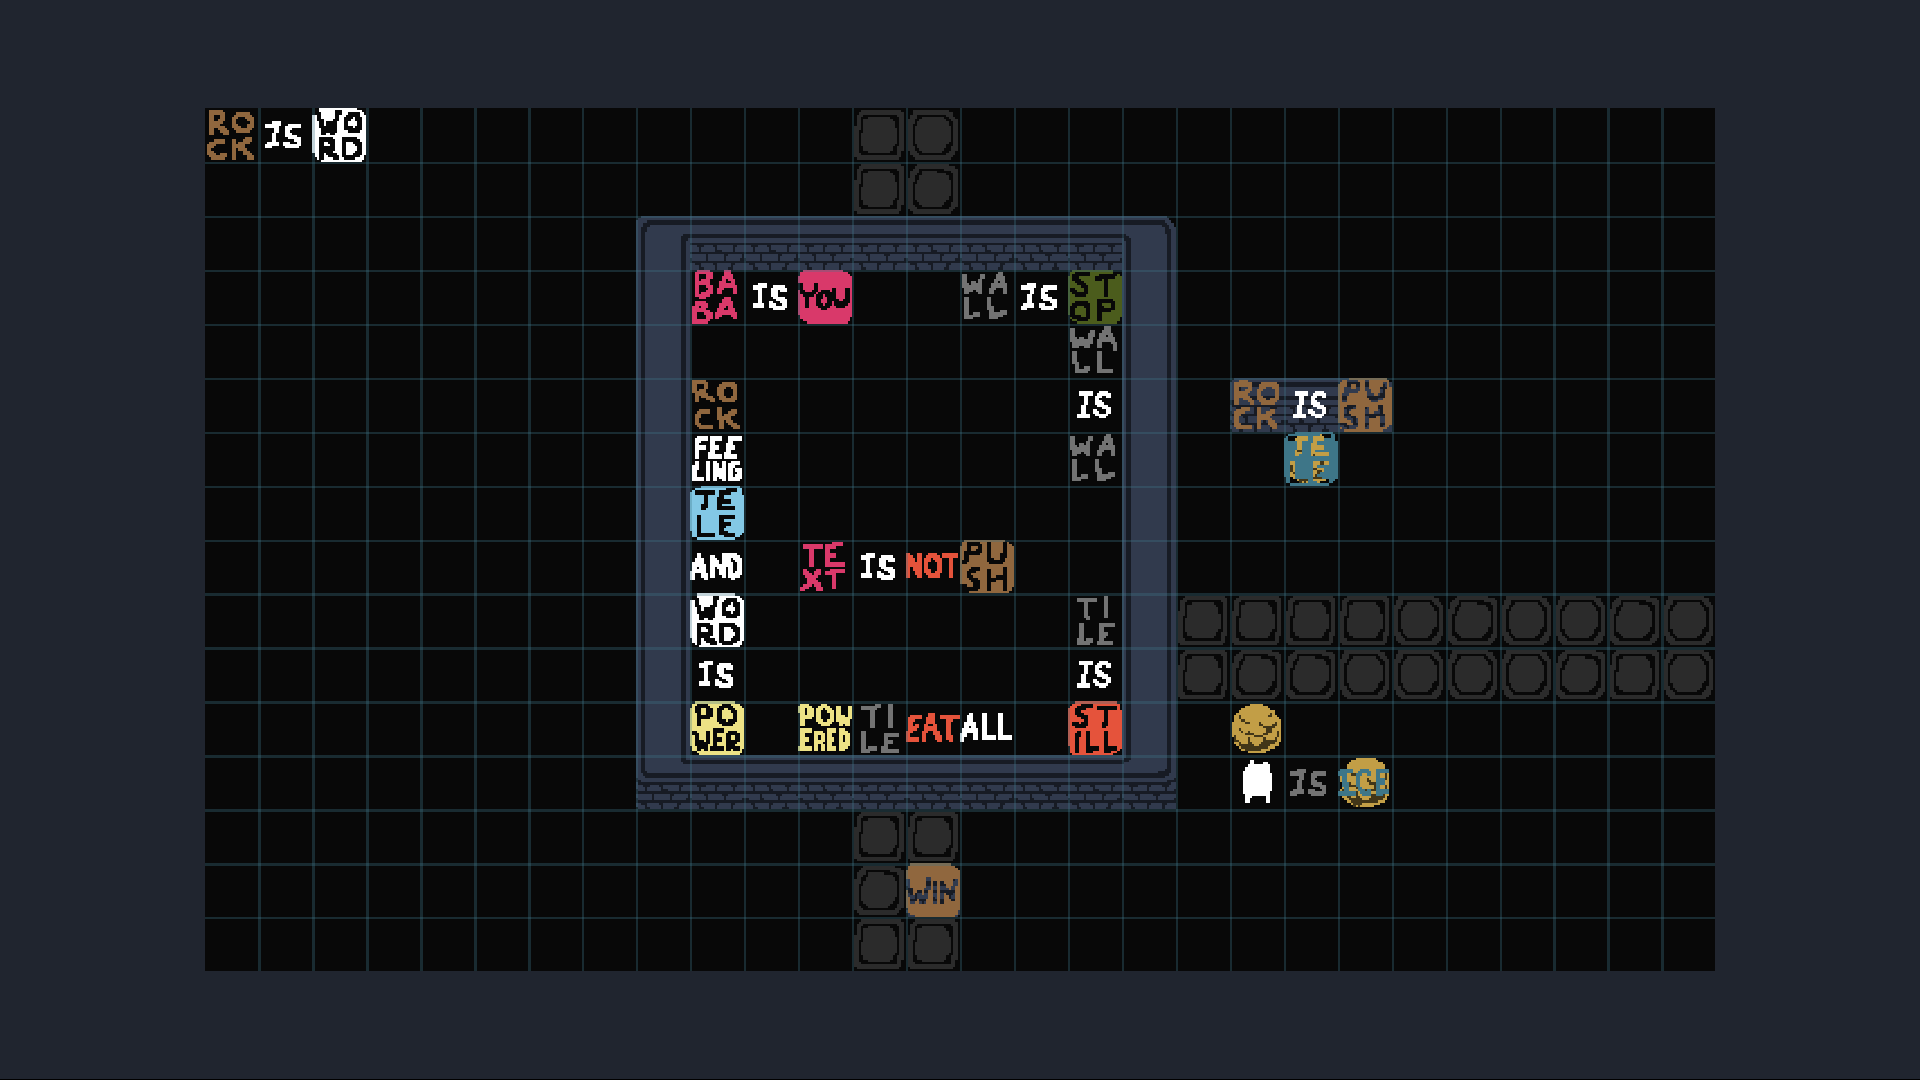 ROCK IS WORD
BABA IS YOU WALL IS STOP
WALL
ROCK IS ROCK IS PUSH
FEELING WALL TELE
TELE
AND TEXT IS NOT PUSH
WORD TILE
IS IS
POWER POWERED TILE EAT ALL STILL
IS ICE
WIN